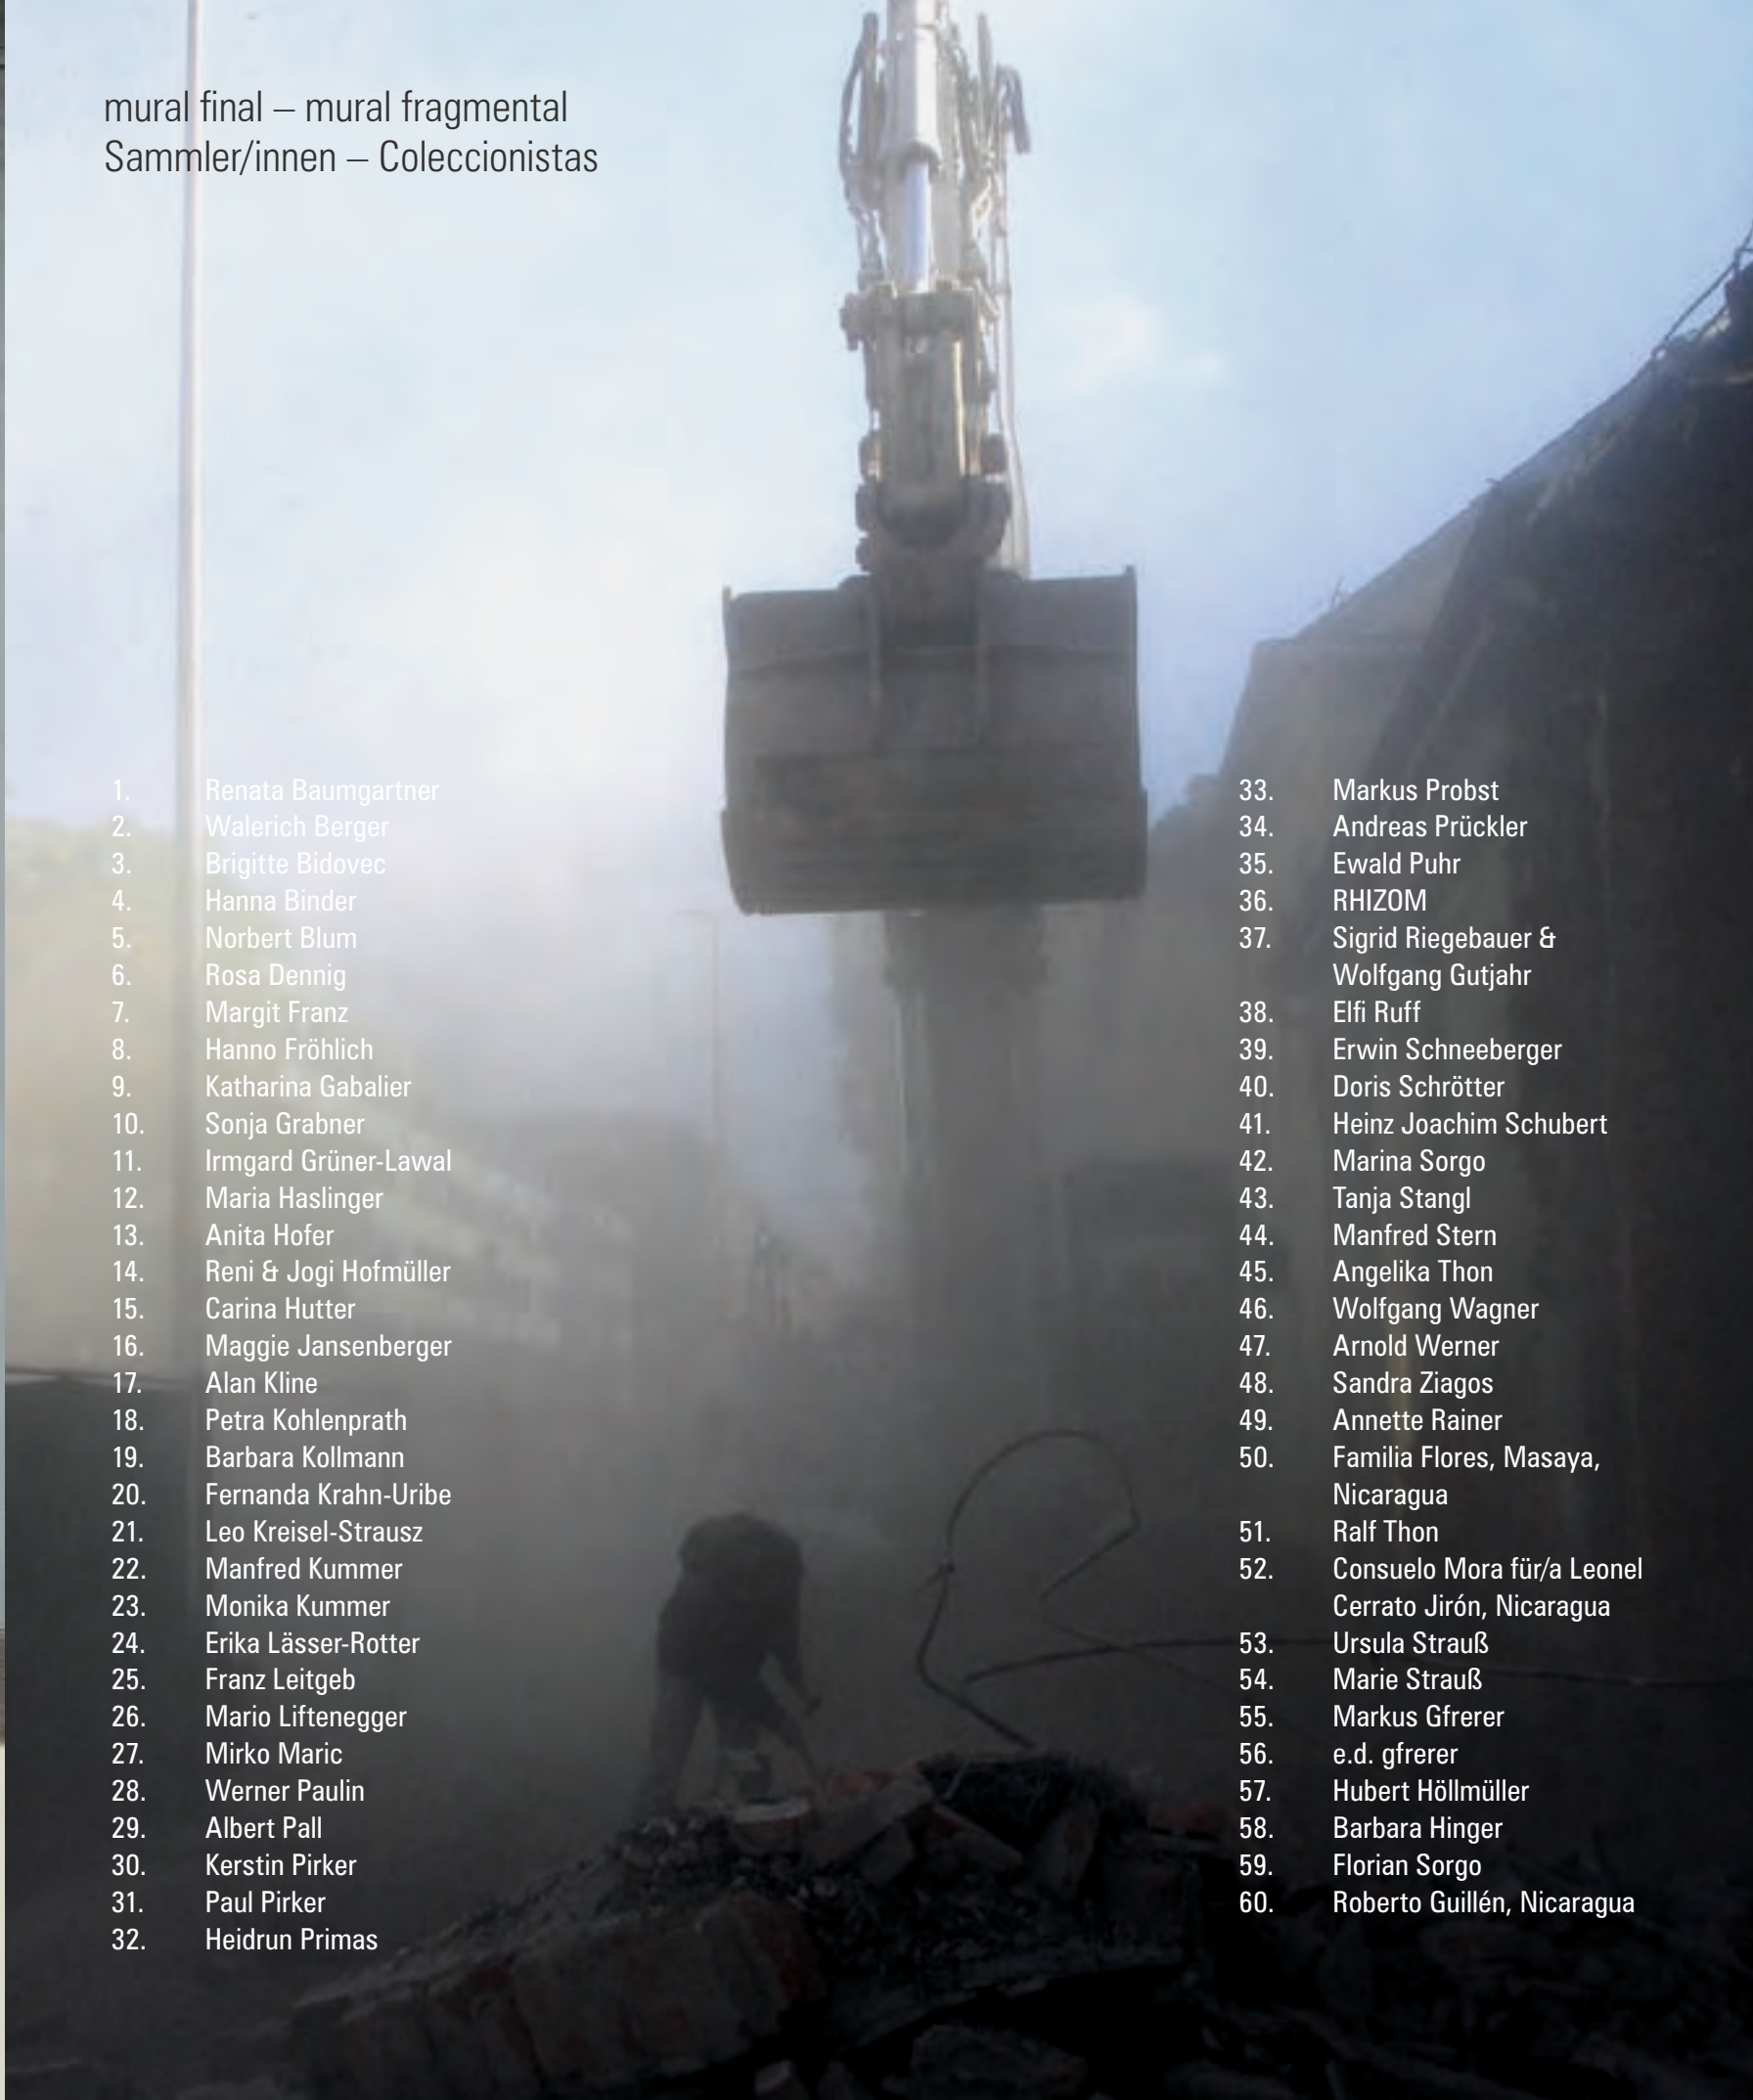 mural final – mural fragmental
Sammler/innen – Coleccionistas
1. Renata Baumgartner
2. Walerich Berger
3. Brigitte Bidovec
4. Hanna Binder
5. Norbert Blum
6. Rosa Dennig
7. Margit Franz
8. Hanno Fröhlich
9. Katharina Gabalier
10. Sonja Grabner
11. Irmgard Grüner-Lawal
12. Maria Haslinger
13. Anita Hofer
14. Reni & Jogi Hofmüller
15. Carina Hutter
16. Maggie Jansenberger
17. Alan Kline
18. Petra Kohlenprath
19. Barbara Kollmann
20. Fernanda Krahn-Uribe
21. Leo Kreisel-Strausz
22. Manfred Kummer
23. Monika Kummer
24. Erika Lässer-Rotter
25. Franz Leitgeb
26. Mario Liftenegger
27. Mirko Maric
28. Werner Paulin
29. Albert Pall
30. Kerstin Pirker
31. Paul Pirker
32. Heidrun Primas
33. Markus Probst
34. Andreas Prückler
35. Ewald Puhr
36. RHIZOM
37. Sigrid Riegebauer &
Wolfgang Gutjahr
38. Elfi Ruff
39. Erwin Schneeberger
40. Doris Schrötter
41. Heinz Joachim Schubert
42. Marina Sorgo
43. Tanja Stangl
44. Manfred Stern
45. Angelika Thon
46. Wolfgang Wagner
47. Arnold Werner
48. Sandra Ziagos
49. Annette Rainer
50. Familia Flores, Masaya,
Nicaragua
51. Ralf Thon
52. Consuelo Mora für/a Leonel
Cerrato Jirón, Nicaragua
53. Ursula Strauß
54. Marie Strauß
55. Markus Gfrerer
56. e.d. gfrerer
57. Hubert Höllmüller
58. Barbara Hinger
59. Florian Sorgo
60. Roberto Guillén, Nicaragua